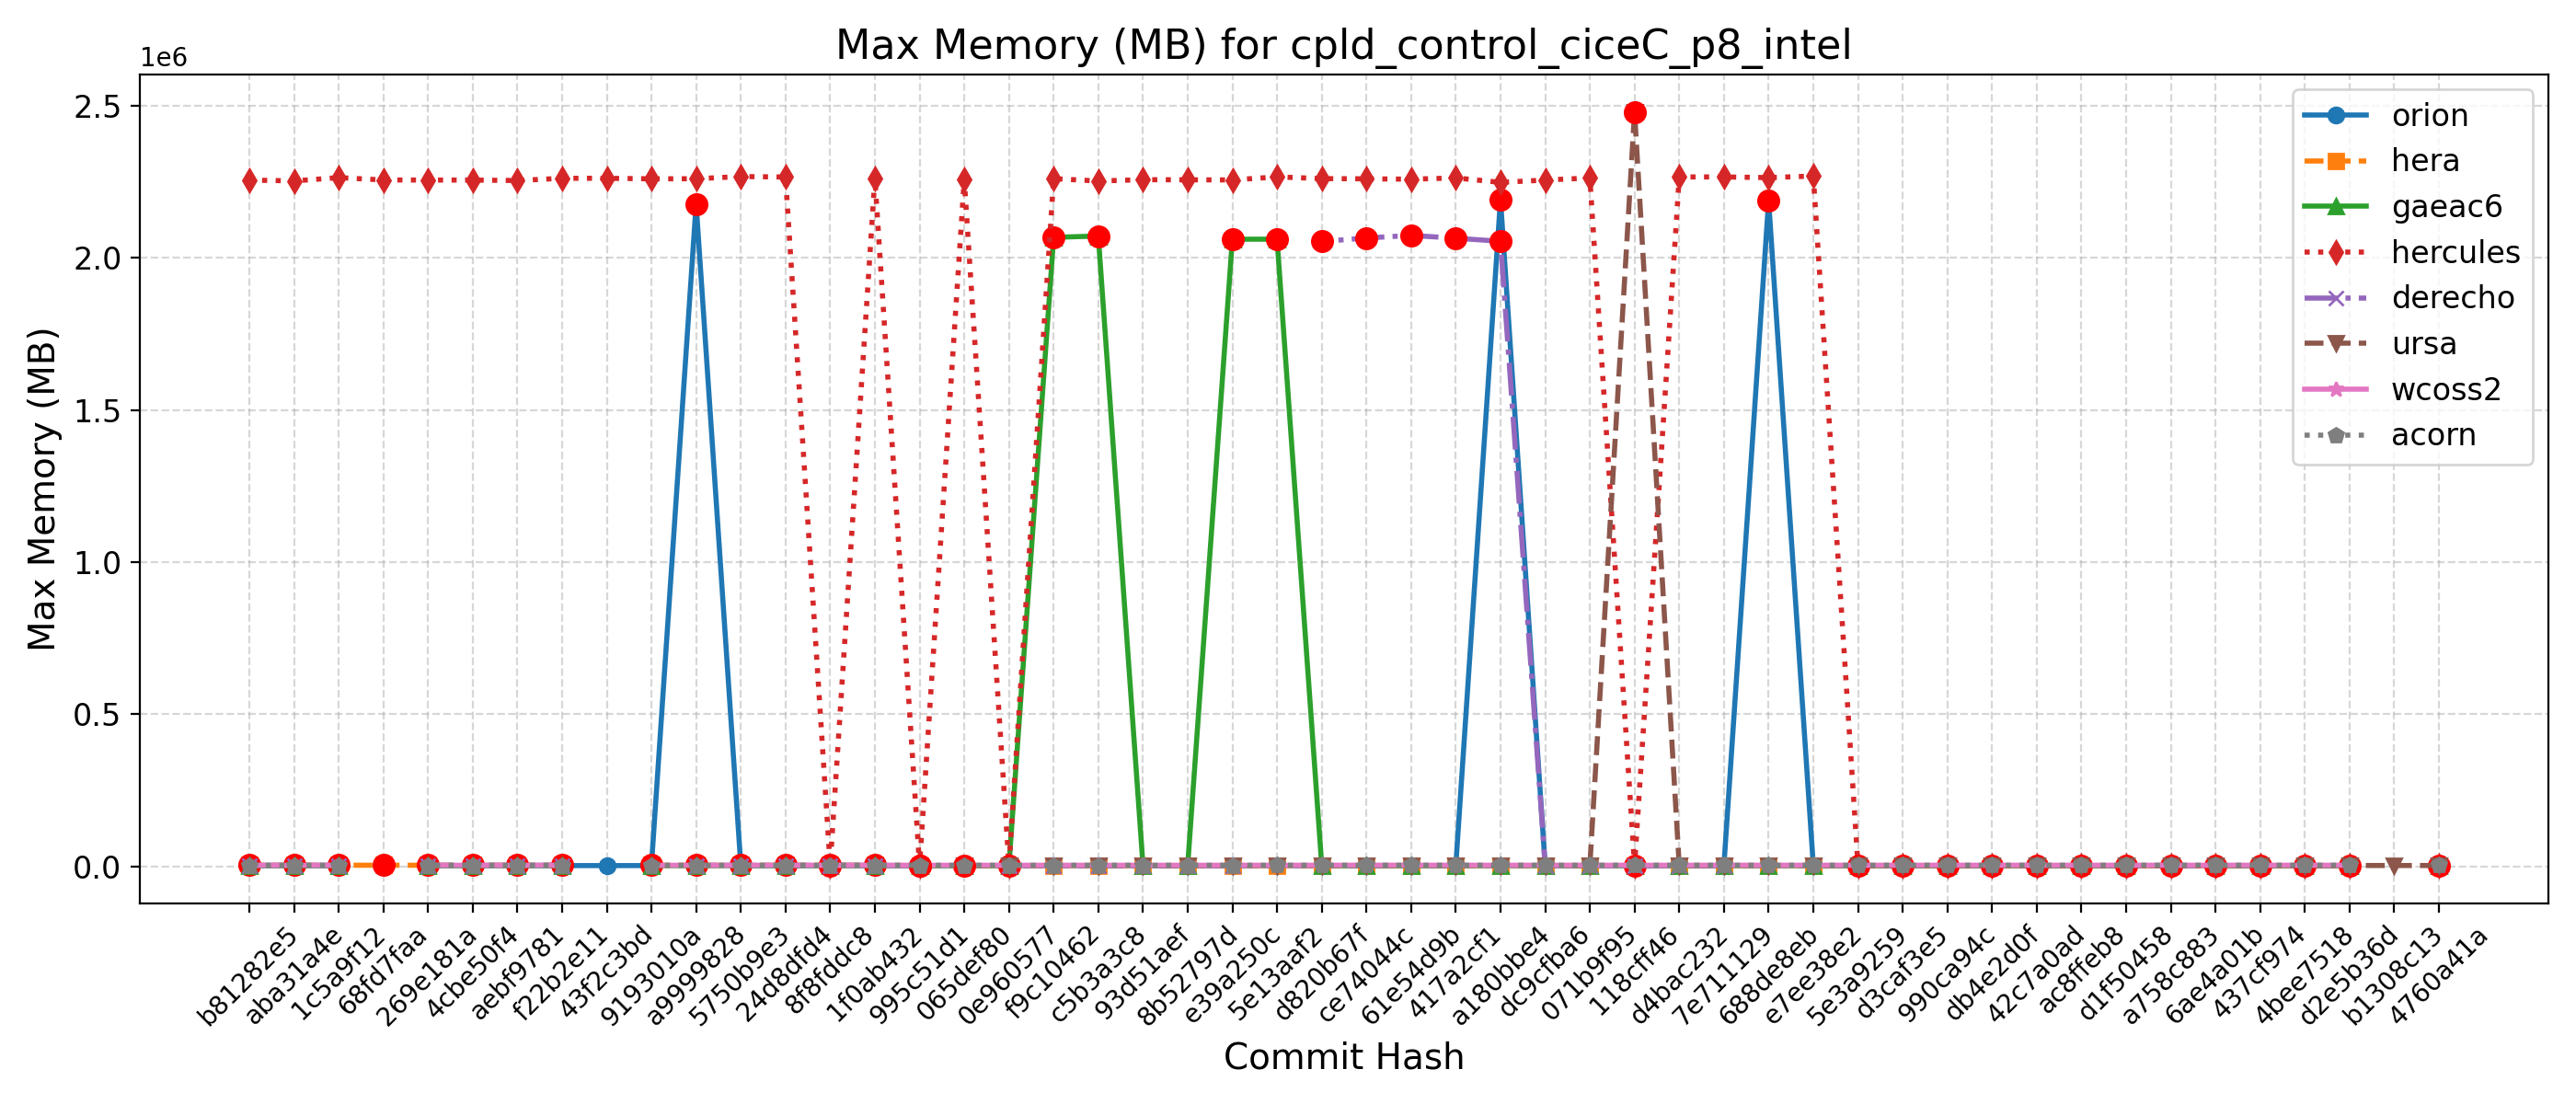 Max Memory (MB) for cpld_control_ciceC_p8_intel
1e6
2.5
2.0
1.5
1.0
0.5
0.0
Max Memory (MB)
orion
hera
gaeac6
hercules
derecho
ursa
wcoss2
acorn
b81282e5
aba31a4e
1c5a9f12
68fd7faa
269e181a
4cbe50f4
aebf9781
f22b2e11
43f2c3bd
9193010a
a9999828
5750b9e3
24d8dfd4
8f8fddc8
1f0ab432
995c51d1
065def80
0e960577
f9c10462
c5b3a3c8
93d51aef
8b52797d
e39a250c
5e13aaf2
d820b67f
ce74044c
61e54d9b
417a2cf1
a180bbe4
dc9cfba6
071b9f95
118cff46
d4bac232
7e711129
688de8eb
e7ee38e2
5e3a9259
d3caf3e5
990ca94c
db4e2d0f
42c7a0ad
ac8ffeb8
d1f50458
a758c883
6ae4a01b
437cf974
4bee7518
d2e5b36d
b1308c13
4760a41a
Commit Hash